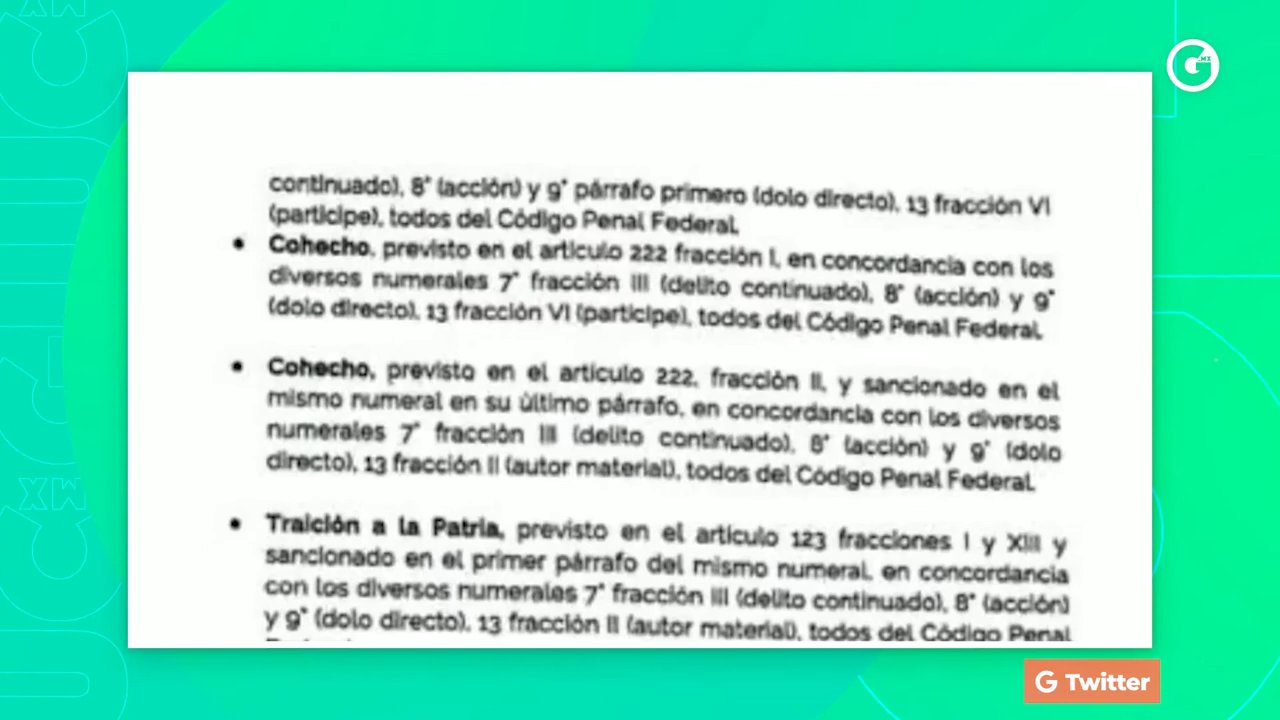 continuado), 8° (acción) y 9° párrafo primero (dolo directo), 13 fracción VI
(participe), todos del Código Penal Federal.
• Cohecho, previsto en el articulo 222 fracción I, en concordancia con los
diversos numerales 7° fracción III (delito continuado), 8° (acción) y 9°
(dolo directo), 13 fracción VI (participe), todos del Código Penal Federal.
• Cohecho, previsto en el artículo 222, fracción II, y sancionado en el
mismo numeral en su último párrafo, en concordancia con los diversos
numerales 7° fracción III (delito continuado), 8° (acción) y 9° (dolo
directo), 13 fracción II (autor material), todos del Código Penal Federal.
• Traición a la Patria, previsto en el artículo 123 fracciones I y XIII y
sancionado en el primer párrafo del mismo numeral, en concordancia
con los diversos numerales 7° fracción III (delito continuado), 8° (acción)
y 9° (dolo directo), 13 fracción II (autor material), todos del Código Penal
G Twitter